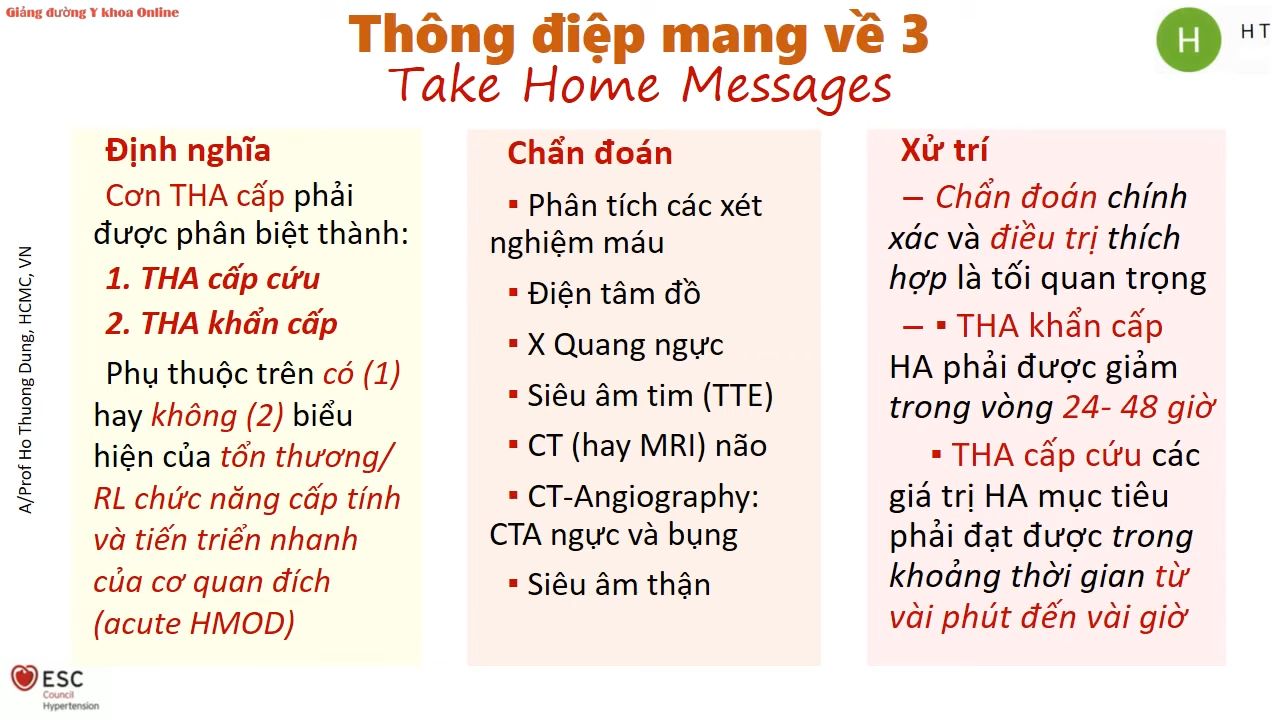 Giảng đường Y khoa Online
Thông điệp mang về 3
Take Home Messages
H
H T
A/Prof Ho Thuong Dung, HCMC, VN
Định nghĩa
Cơn THA cấp phải
được phân biệt thành:
1. THA cấp cứu
2. THA khẩn cấp
Phụ thuộc trên có (1)
hay không (2) biểu
hiện của tổn thương/
RL chức năng cấp tính
và tiến triển nhanh
của cơ quan đích
(acute HMOD)
Chẩn đoán
▪ Phân tích các xét
nghiệm máu
▪ Điện tâm đồ
▪ X Quang ngực
▪ Siêu âm tim (TTE)
▪ CT (hay MRI) não
▪ CT-Angiography:
CTA ngực và bụng
▪ Siêu âm thận
Xử trí
– Chẩn đoán chính
xác và điều trị thích
hợp là tối quan trọng
– ▪ THA khẩn cấp
HA phải được giảm
trong vòng 24- 48 giờ
▪ THA cấp cứu các
giá trị HA mục tiêu
phải đạt được trong
khoảng thời gian từ
vài phút đến vài giờ
ESC
Council
Hypertension